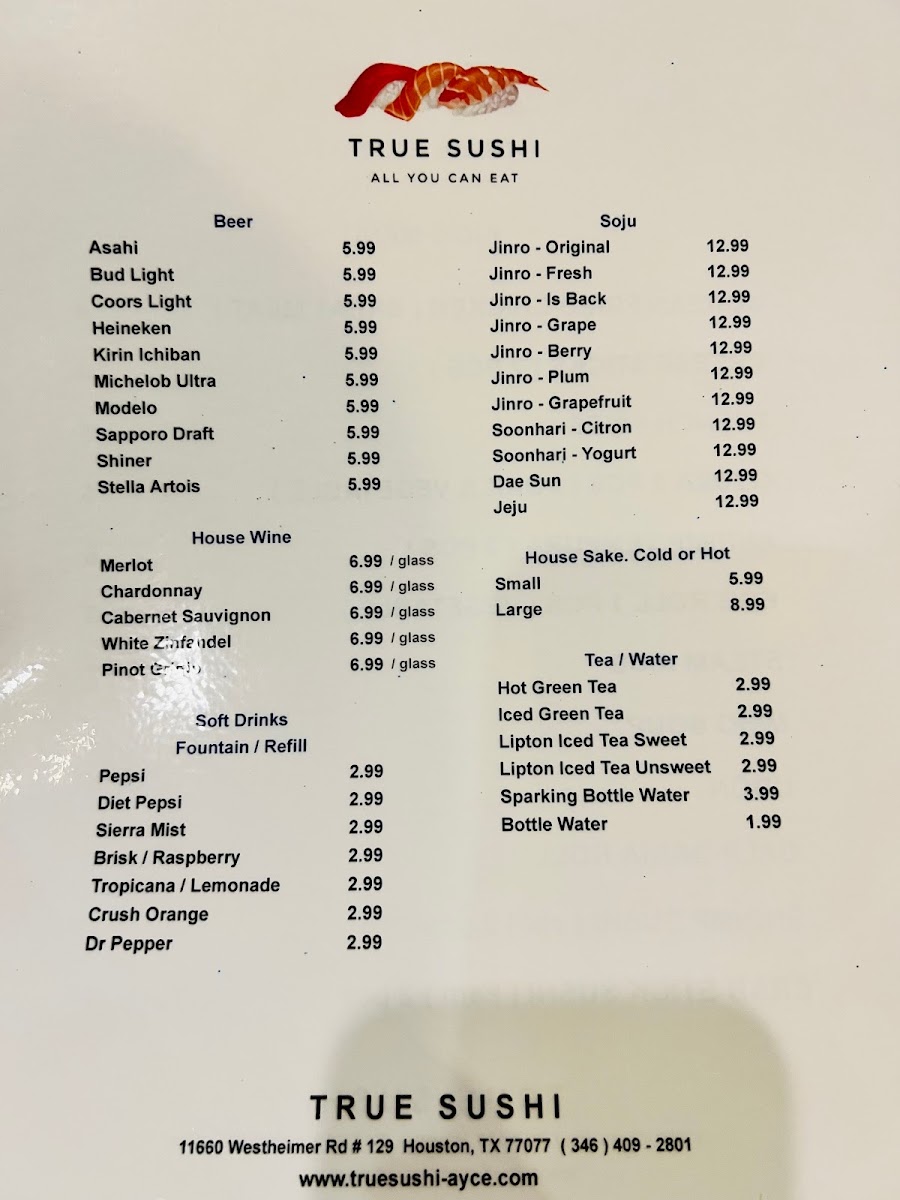 TRUE SUSHI
ALL YOU CAN EAT
Beer
Asahi 5.99
Bud Light 5.99
Coors Light 5.99
Heineken 5.99
Kirin Ichiban 5.99
Michelob Ultra 5.99
Modelo 5.99
Sapporo Draft 5.99
Shiner 5.99
Stella Artois 5.99
House Wine
Merlot 6.99 / glass
Chardonnay 6.99 / glass
Cabernet Sauvignon 6.99 / glass
White Zinfandel 6.99 / glass
Pinot 6.99 / glass
Soft Drinks
Fountain / Refill
Pepsi 2.99
Diet Pepsi 2.99
Sierra Mist 2.99
Brisk / Raspberry 2.99
Tropicana / Lemonade 2.99
Crush Orange 2.99
Dr Pepper 2.99
Soju
Jinro - Original 12.99
Jinro - Fresh 12.99
Jinro - Is Back 12.99
Jinro - Grape 12.99
Jinro - Berry 12.99
Jinro - Plum 12.99
Jinro - Grapefruit 12.99
Soonhari - Citron 12.99
Soonhari - Yogurt 12.99
Dae Sun 12.99
Jeju 12.99
House Sake. Cold or Hot
Small 5.99
Large 8.99
Tea / Water
Hot Green Tea 2.99
Iced Green Tea 2.99
Lipton Iced Tea Sweet 2.99
Lipton Iced Tea Unsweet 2.99
Sparking Bottle Water 3.99
Bottle Water 1.99
TRUE SUSHI
11660 Westheimer Rd # 129 Houston, TX 77077 ( 346 ) 409 - 2801
www.truesushi-ayce.com